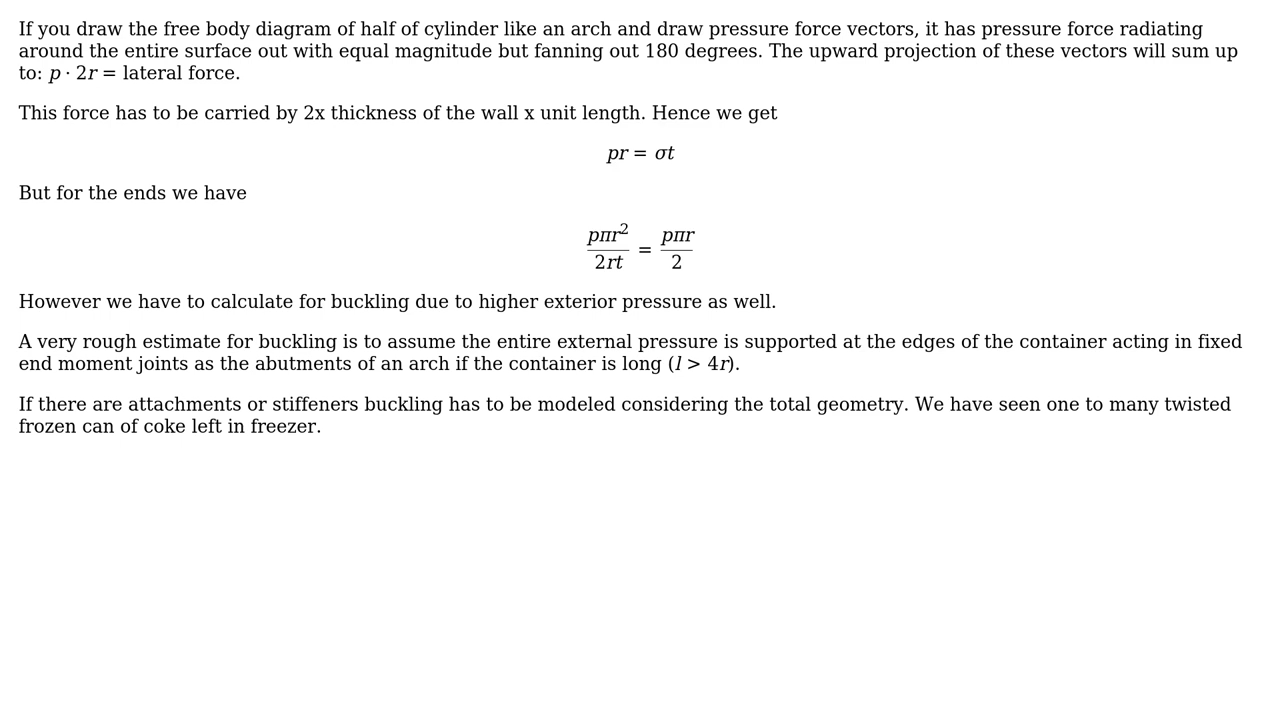 If you draw the free body diagram of half of cylinder like an arch and draw pressure force vectors, it has pressure force radiating
around the entire surface out with equal magnitude but fanning out 180 degrees. The upward projection of these vectors will sum up
to: p · 2r = lateral force.
This force has to be carried by 2x thickness of the wall x unit length. Hence we get
pr = σt
But for the ends we have
pπr² / 2rt = pπr / 2
However we have to calculate for buckling due to higher exterior pressure as well.
A very rough estimate for buckling is to assume the entire external pressure is supported at the edges of the container acting in fixed
end moment joints as the abutments of an arch if the container is long (l > 4r).
If there are attachments or stiffeners buckling has to be modeled considering the total geometry. We have seen one to many twisted
frozen can of coke left in freezer.